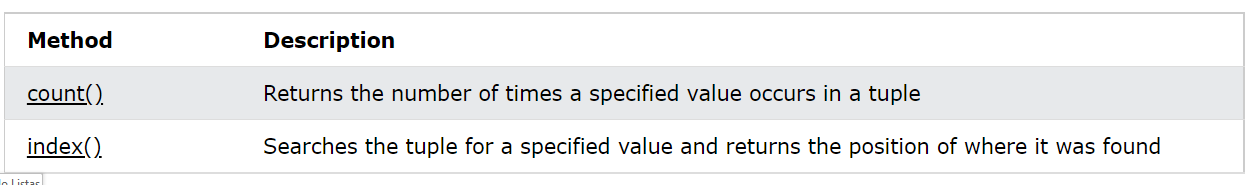 Method Description
count() Returns the number of times a specified value occurs in a tuple
index() Searches the tuple for a specified value and returns the position of where it was found
Listas